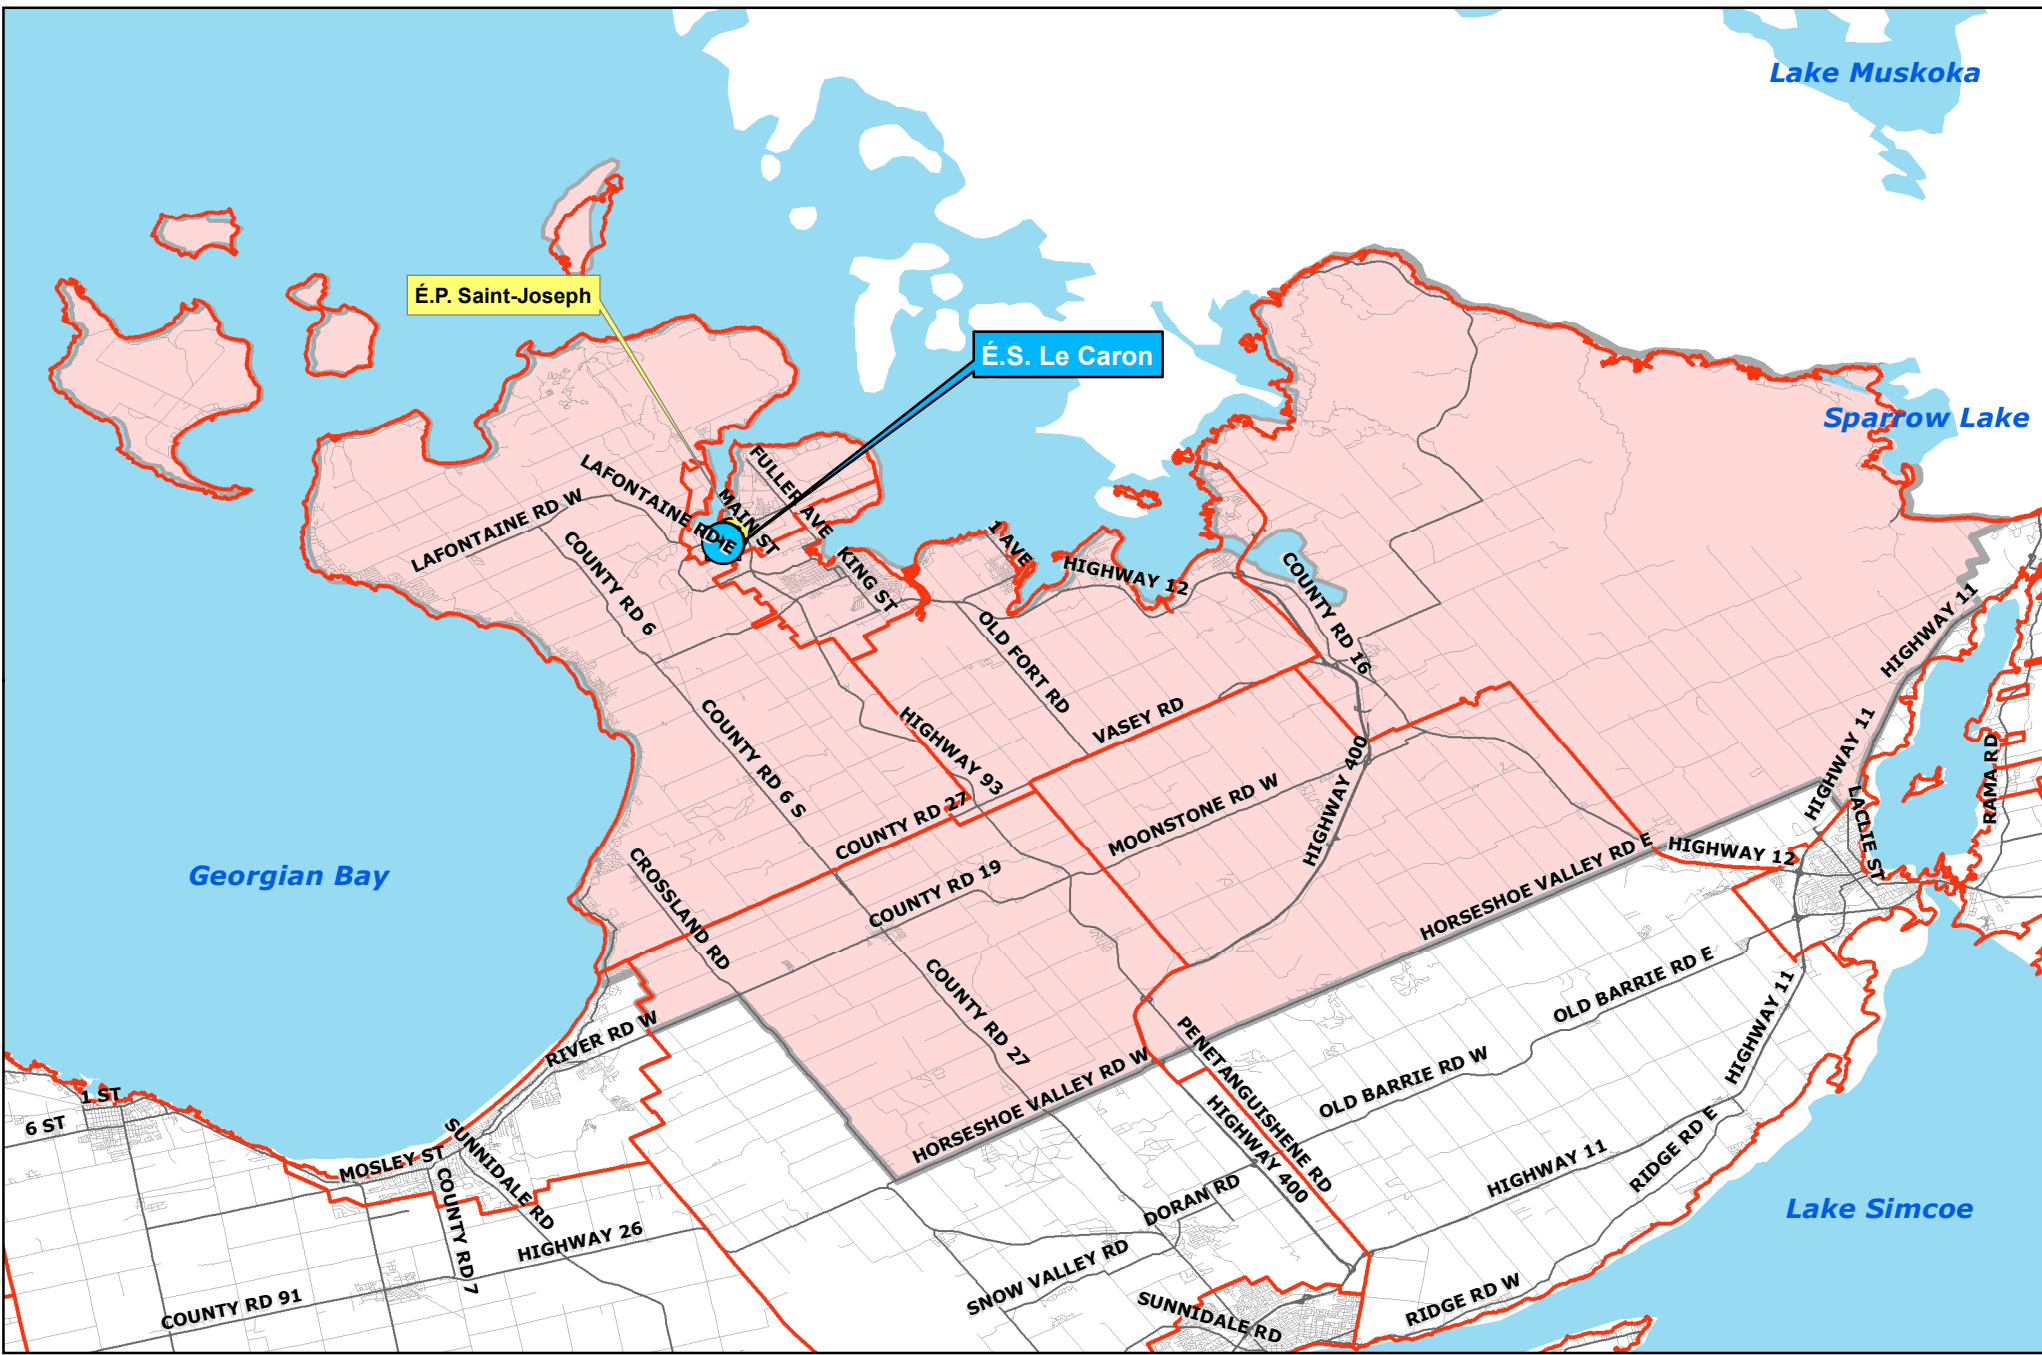 Lake Muskoka
É.P. Saint-Joseph
É.S. Le Caron
Sparrow Lake
FULLER AVE
LAFONTAINE RD E
MAIN ST
LAFONTAINE RD W
COUNTY RD 6
KING ST
1 AVE
HIGHWAY 12
COUNTY RD 16
OLD FORT RD
HIGHWAY 11
VASEY RD
HIGHWAY 93
COUNTY RD 6 S
HIGHWAY 400
MOONSTONE RD W
HIGHWAY 11
RAMA RD
LACLIE ST
COUNTY RD 27
CROSSLAND RD
COUNTY RD 19
HORSESHOE VALLEY RD E
HIGHWAY 12
Georgian Bay
COUNTY RD 27
OLD BARRIE RD E
HIGHWAY 11
RIVER RD W
PENETANGUISHENE RD
HORSESHOE VALLEY RD W
OLD BARRIE RD W
1 ST
6 ST
SUNNIDALE RD
MOSLEY ST
COUNTY RD 7
HIGHWAY 400
HIGHWAY 11
RIDGE RD E
DORAN RD
Lake Simcoe
HIGHWAY 26
SNOW VALLEY RD
COUNTY RD 91
SUNNIDALE RD
RIDGE RD W